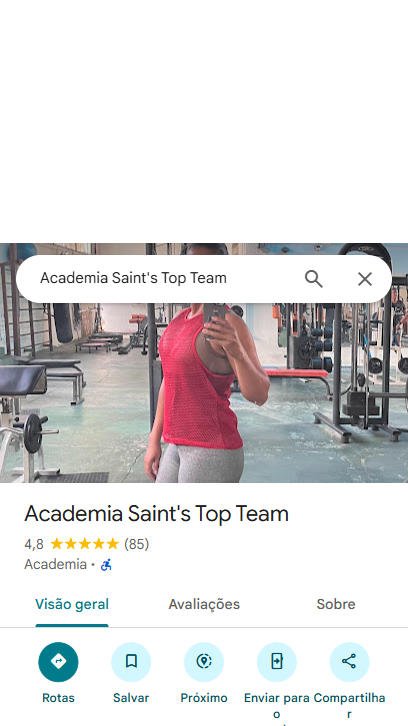 Academia Saint's Top Team
Academia Saint's Top Team
4,8 (85)
Academia ·
Visão geral Avaliações Sobre
Rotas Salvar Próximo Enviar para o Compartilhar